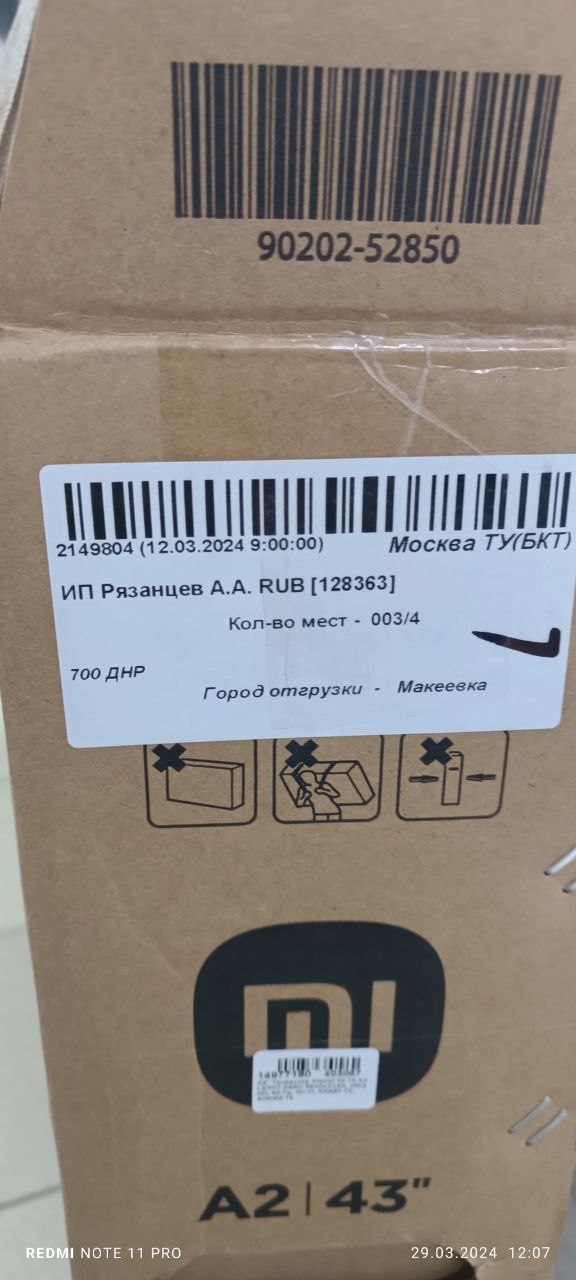 90202-52850
2149804 (12.03.2024 9:00:00) Москва ТУ(БКТ)
ИП Рязанцев А.А. RUB [128363]
Кол-во мест - 003/4
700 ДНР
Город отгрузки - Макеевка
mi
14977180 403087
A2 | 43"
REDMI NOTE 11 PRO 29.03.2024 12:07